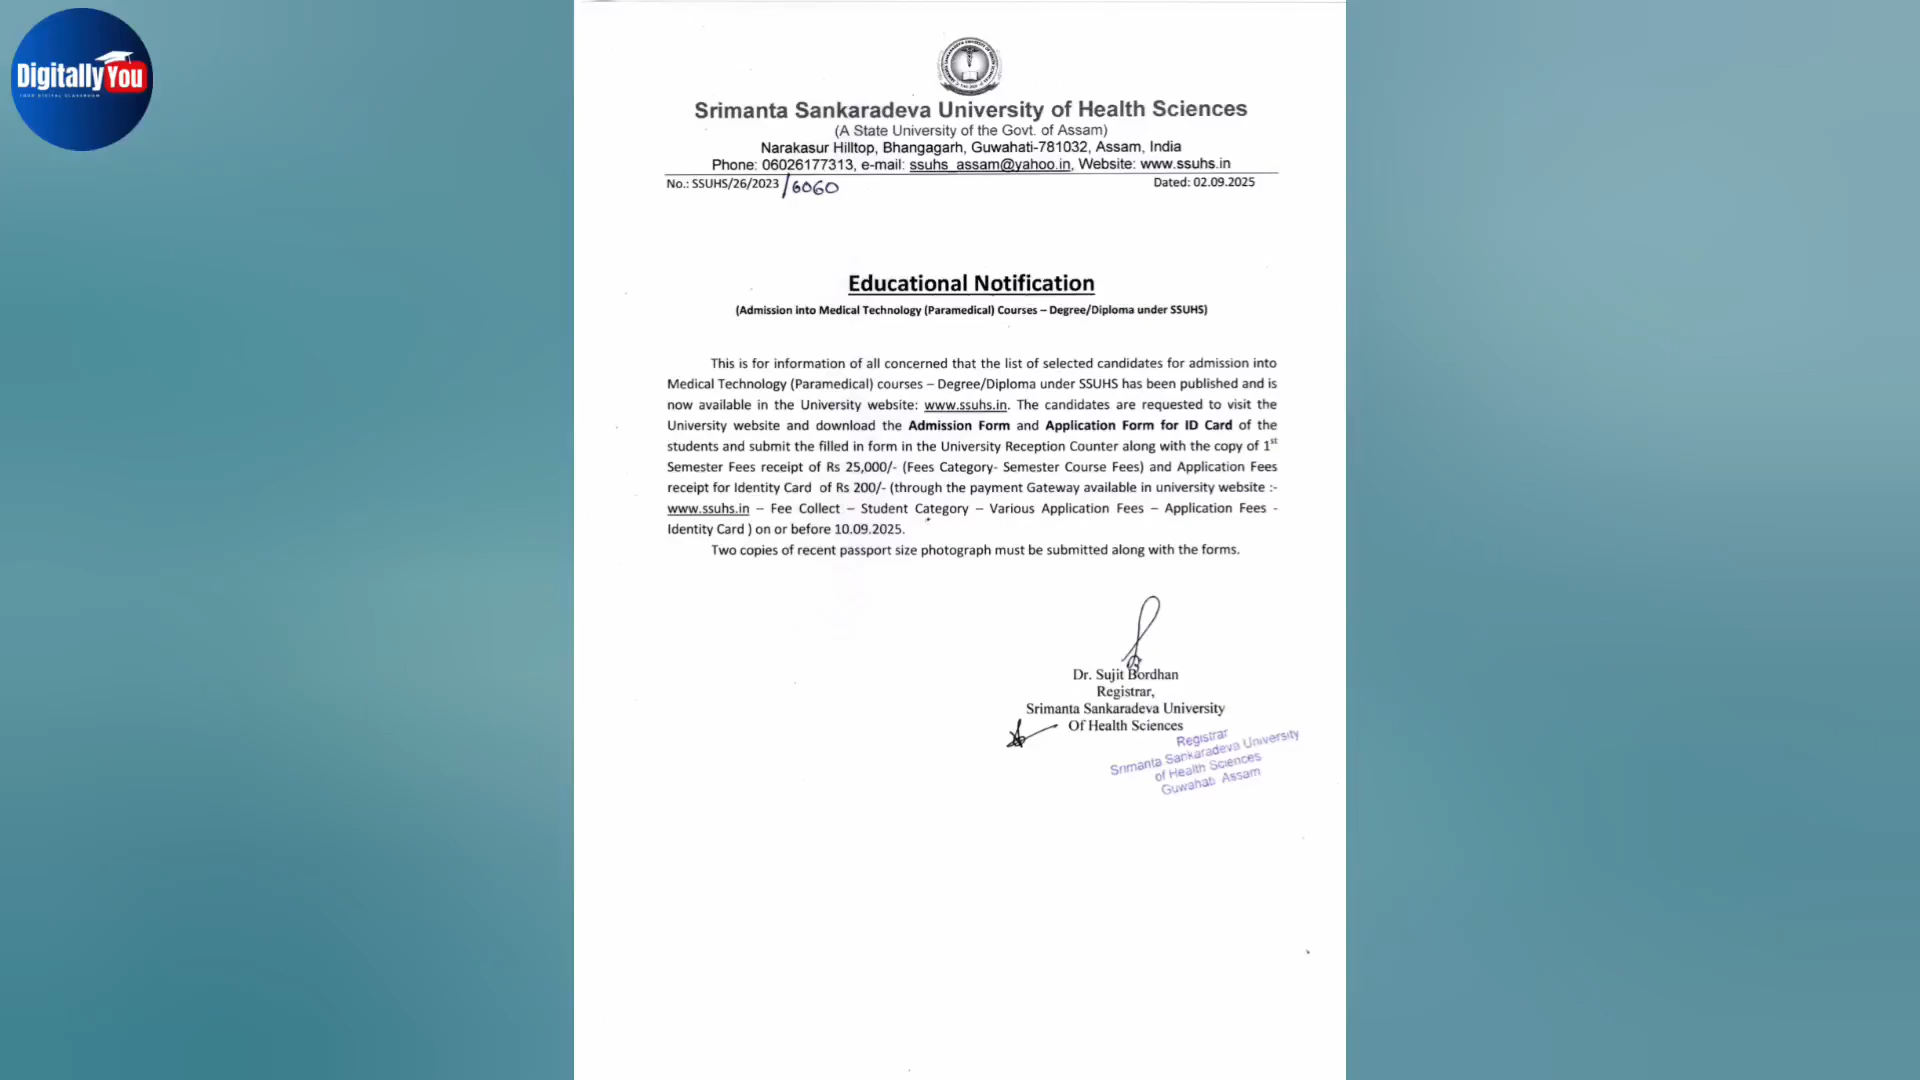 Digitally You
YOUR DIGITAL CLASSROOM
Srimanta Sankaradeva University of Health Sciences
(A State University of the Govt. of Assam)
Narakasur Hilltop, Bhangagarh, Guwahati-781032, Assam, India
Phone: 06026177313, e-mail: ssuhs_assam@yahoo.in, Website: www.ssuhs.in
No.: SSUHS/26/2023/6060 Dated: 02.09.2025
Educational Notification
(Admission into Medical Technology (Paramedical) Courses – Degree/Diploma under SSUHS)
This is for information of all concerned that the list of selected candidates for admission into
Medical Technology (Paramedical) courses – Degree/Diploma under SSUHS has been published and is
now available in the University website: www.ssuhs.in. The candidates are requested to visit the
University website and download the Admission Form and Application Form for ID Card of the
students and submit the filled in form in the University Reception Counter along with the copy of 1st
Semester Fees receipt of Rs 25,000/- (Fees Category- Semester Course Fees) and Application Fees
receipt for Identity Card of Rs 200/- (through the payment Gateway available in university website :-
www.ssuhs.in – Fee Collect – Student Category – Various Application Fees – Application Fees -
Identity Card ) on or before 10.09.2025.
Two copies of recent passport size photograph must be submitted along with the forms.
Dr. Sujit Bordhan
Registrar,
Srimanta Sankaradeva University
Of Health Sciences
Registrar
Srimanta Sankaradeva University
of Health Sciences
Guwahati Assam